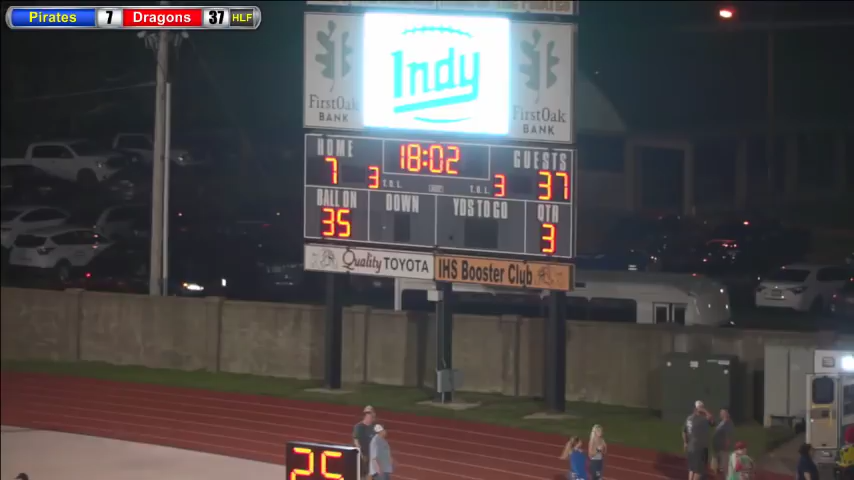 Pirates 7 Dragons 37 HLF
Indy
FirstOak
BANK
FirstOak
BANK
HOME 18:02 GUESTS
7 3 T.O.L. T.O.L. 3 37
BALL ON DOWN YDS TO GO QTR
35 3
Quality TOYOTA IHS Booster Club
25